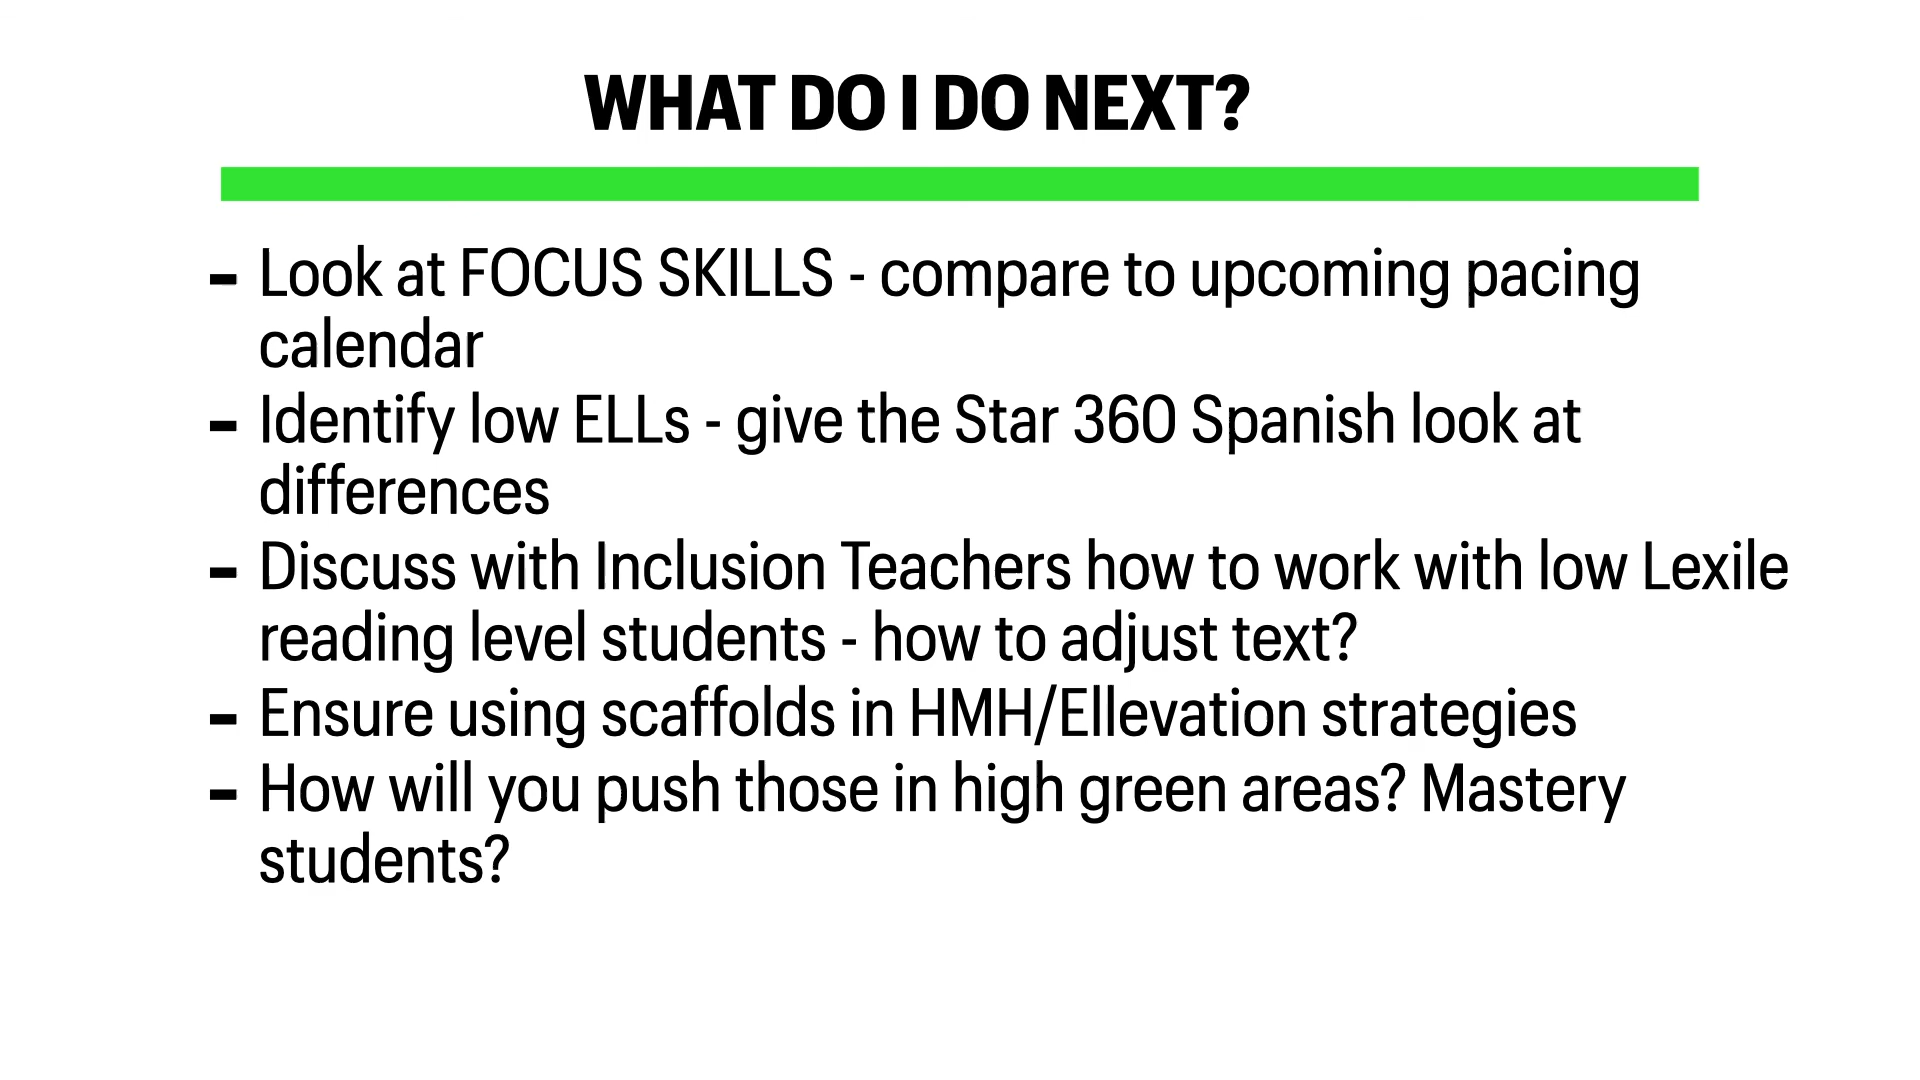 WHAT DO I DO NEXT?
- Look at FOCUS SKILLS - compare to upcoming pacing
calendar
- Identify low ELLs - give the Star 360 Spanish look at
differences
- Discuss with Inclusion Teachers how to work with low Lexile
reading level students - how to adjust text?
- Ensure using scaffolds in HMH/Ellevation strategies
- How will you push those in high green areas? Mastery
students?